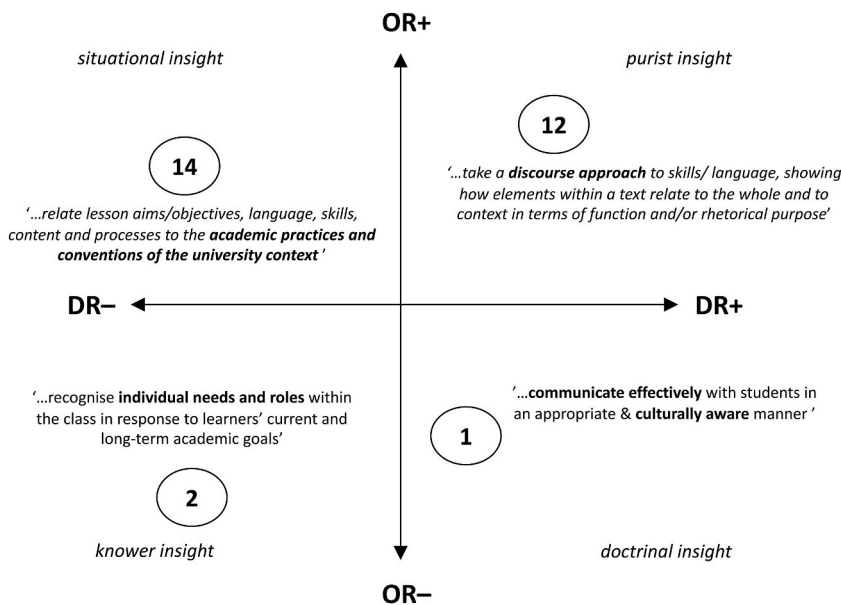 OR+
situational insight
purist insight
12
14
‘…take a discourse approach to skills/ language, showing
how elements within a text relate to the whole and to
context in terms of function and/or rhetorical purpose’
‘…relate lesson aims/objectives, language, skills,
content and processes to the academic practices and
conventions of the university context ’
DR–
DR+
‘…recognise individual needs and roles within
the class in response to learners’ current and
long-term academic goals’
’…communicate effectively with students in
an appropriate & culturally aware manner ’
1
2
knower insight
doctrinal insight
OR–